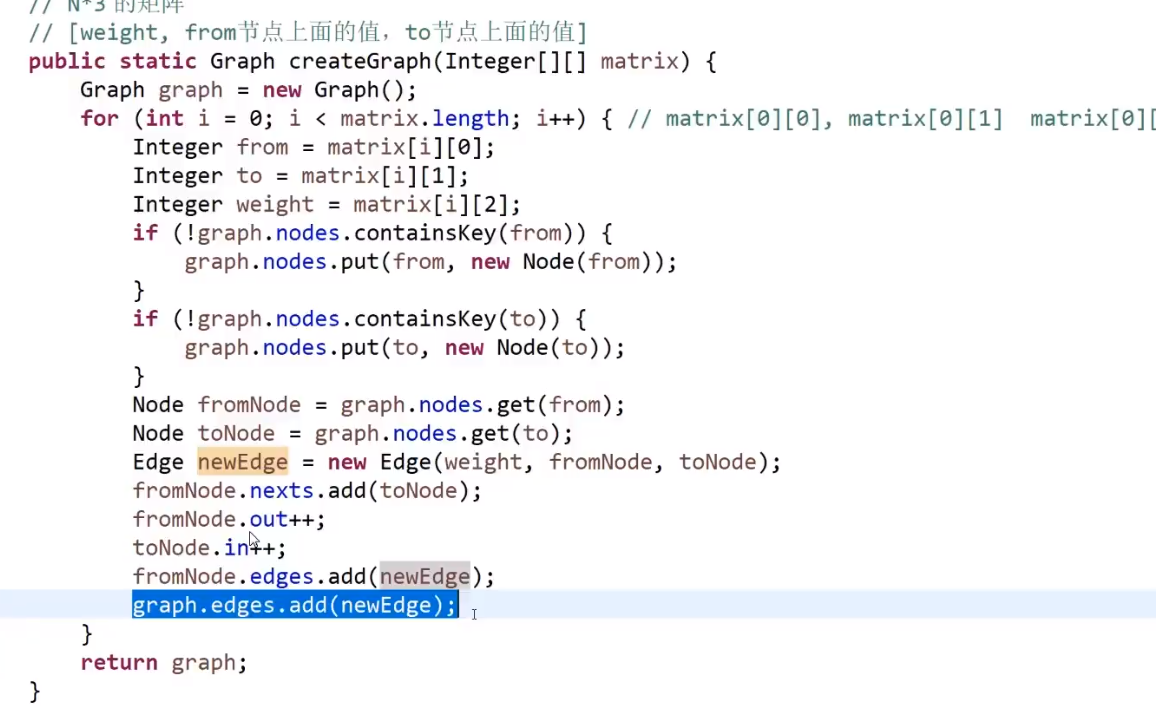 // N*3 的矩阵
// [weight, from节点上面的值，to节点上面的值]
public static Graph createGraph(Integer[][] matrix) {
Graph graph = new Graph();
for (int i = 0; i < matrix.length; i++) { // matrix[0][0], matrix[0][1]  matrix[0][
Integer from = matrix[i][0];
Integer to = matrix[i][1];
Integer weight = matrix[i][2];
if (!graph.nodes.containsKey(from)) {
graph.nodes.put(from, new Node(from));
}
if (!graph.nodes.containsKey(to)) {
graph.nodes.put(to, new Node(to));
}
Node fromNode = graph.nodes.get(from);
Node toNode = graph.nodes.get(to);
Edge newEdge = new Edge(weight, fromNode, toNode);
fromNode.nexts.add(toNode);
fromNode.out++;
toNode.in++;
fromNode.edges.add(newEdge);
graph.edges.add(newEdge);
}
return graph;
}